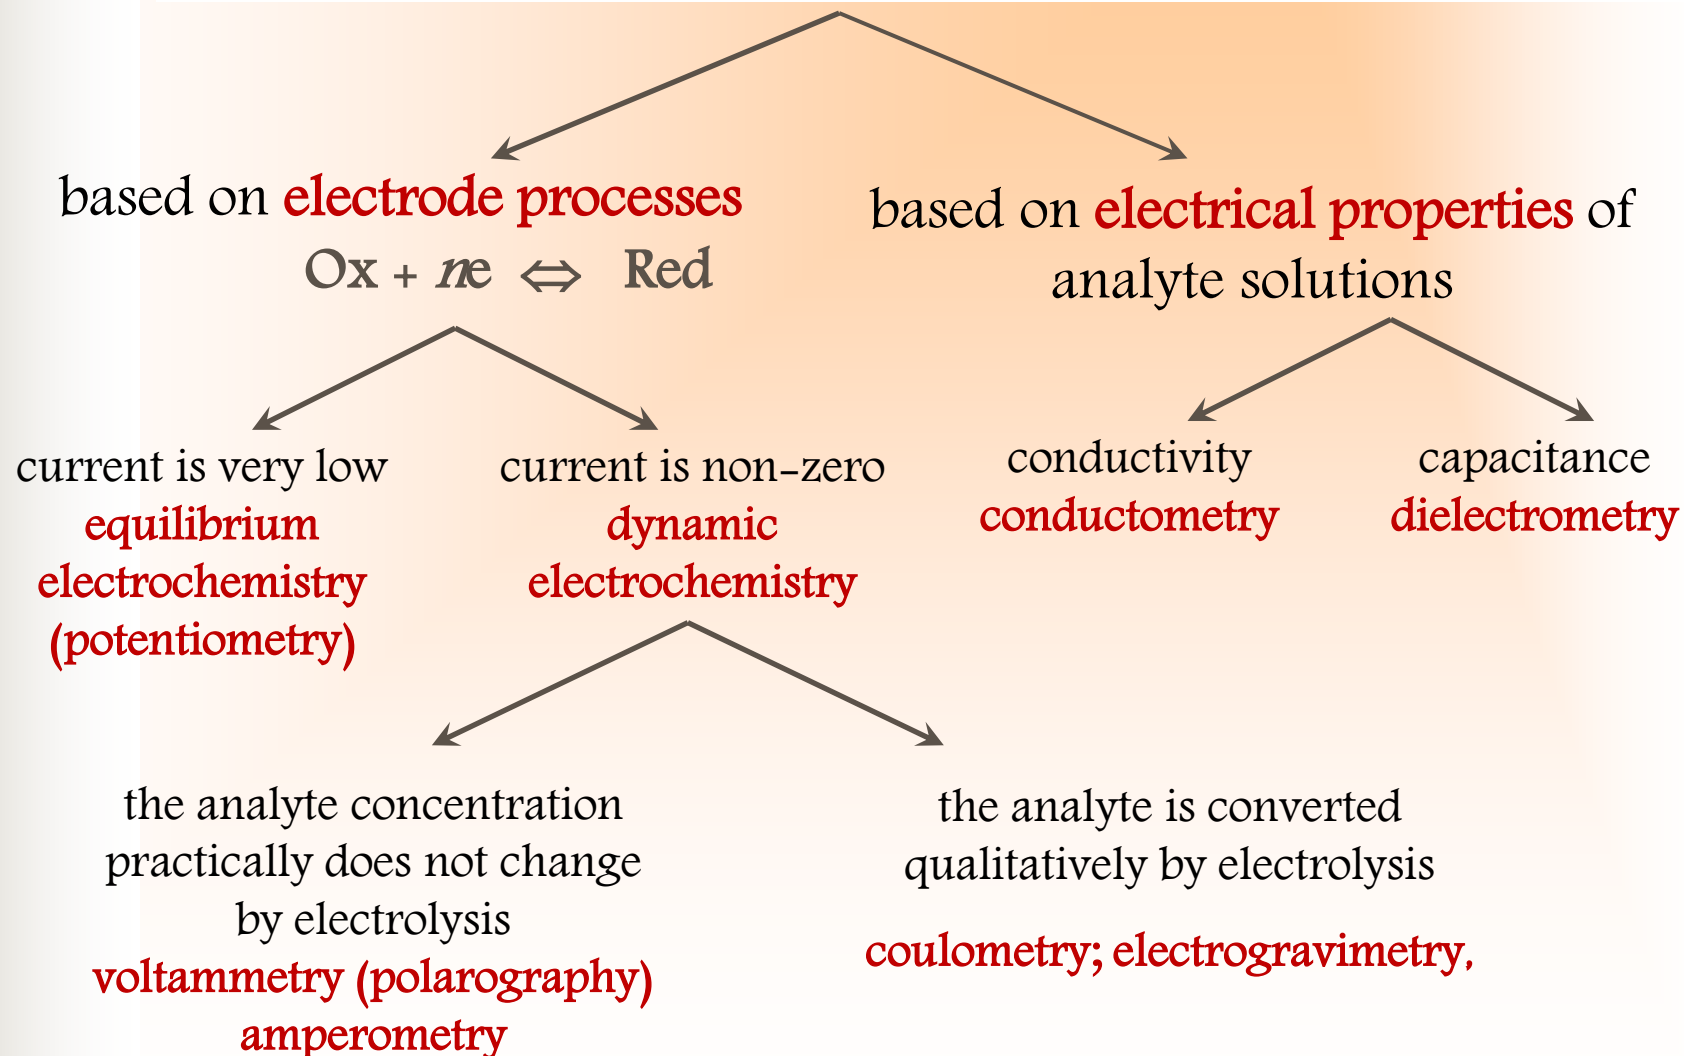 based on electrode processes
Ox + ne ⇔ Red
based on electrical properties of
analyte solutions
current is very low
equilibrium
electrochemistry
(potentiometry)
current is non-zero
dynamic
electrochemistry
conductivity
conductometry
capacitance
dielectrometry
the analyte concentration
practically does not change
by electrolysis
voltammetry (polarography)
amperometry
the analyte is converted
qualitatively by electrolysis
coulometry; electrogravimetry,